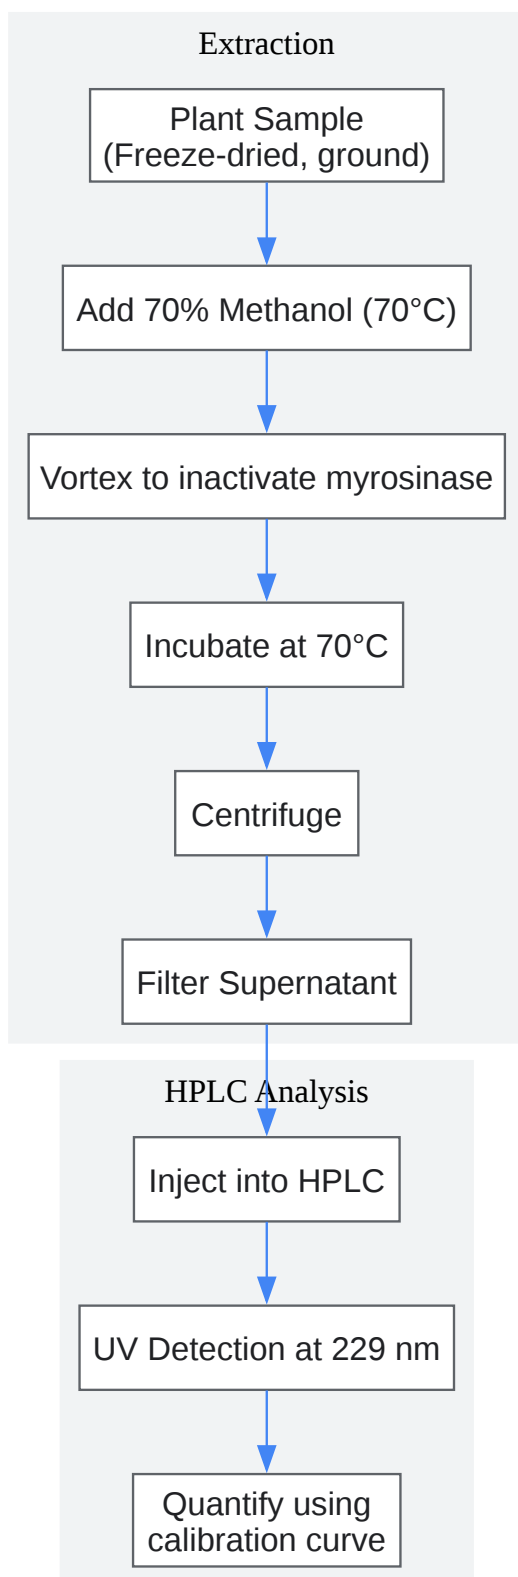 Extraction
Plant Sample
(Freeze-dried, ground)
Add 70% Methanol (70°C)
Vortex to inactivate myrosinase
Incubate at 70°C
Centrifuge
Filter Supernatant
HPLC Analysis
Inject into HPLC
UV Detection at 229 nm
Quantify using
calibration curve